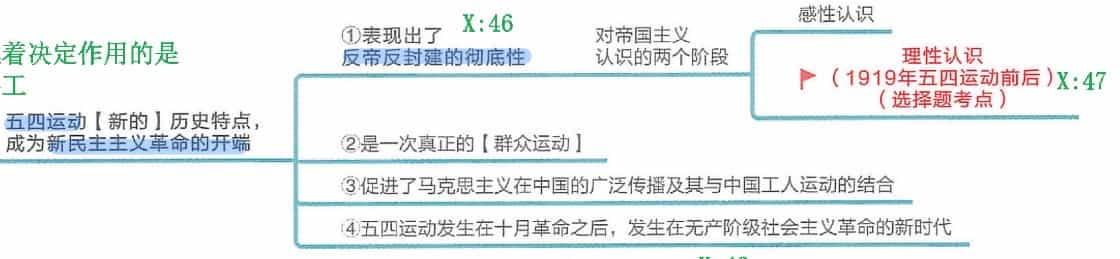 着决定作用的是
工
五四运动【新的】历史特点，
成为新民主主义革命的开端
①表现出了
反帝反封建的彻底性
X:46
对帝国主义
认识的两个阶段
感性认识
理性认识
（1919年五四运动前后）
（选择题考点）
X:47
②是一次真正的【群众运动】
③促进了马克思主义在中国的广泛传播及其与中国工人运动的结合
④五四运动发生在十月革命之后，发生在无产阶级社会主义革命的新时代